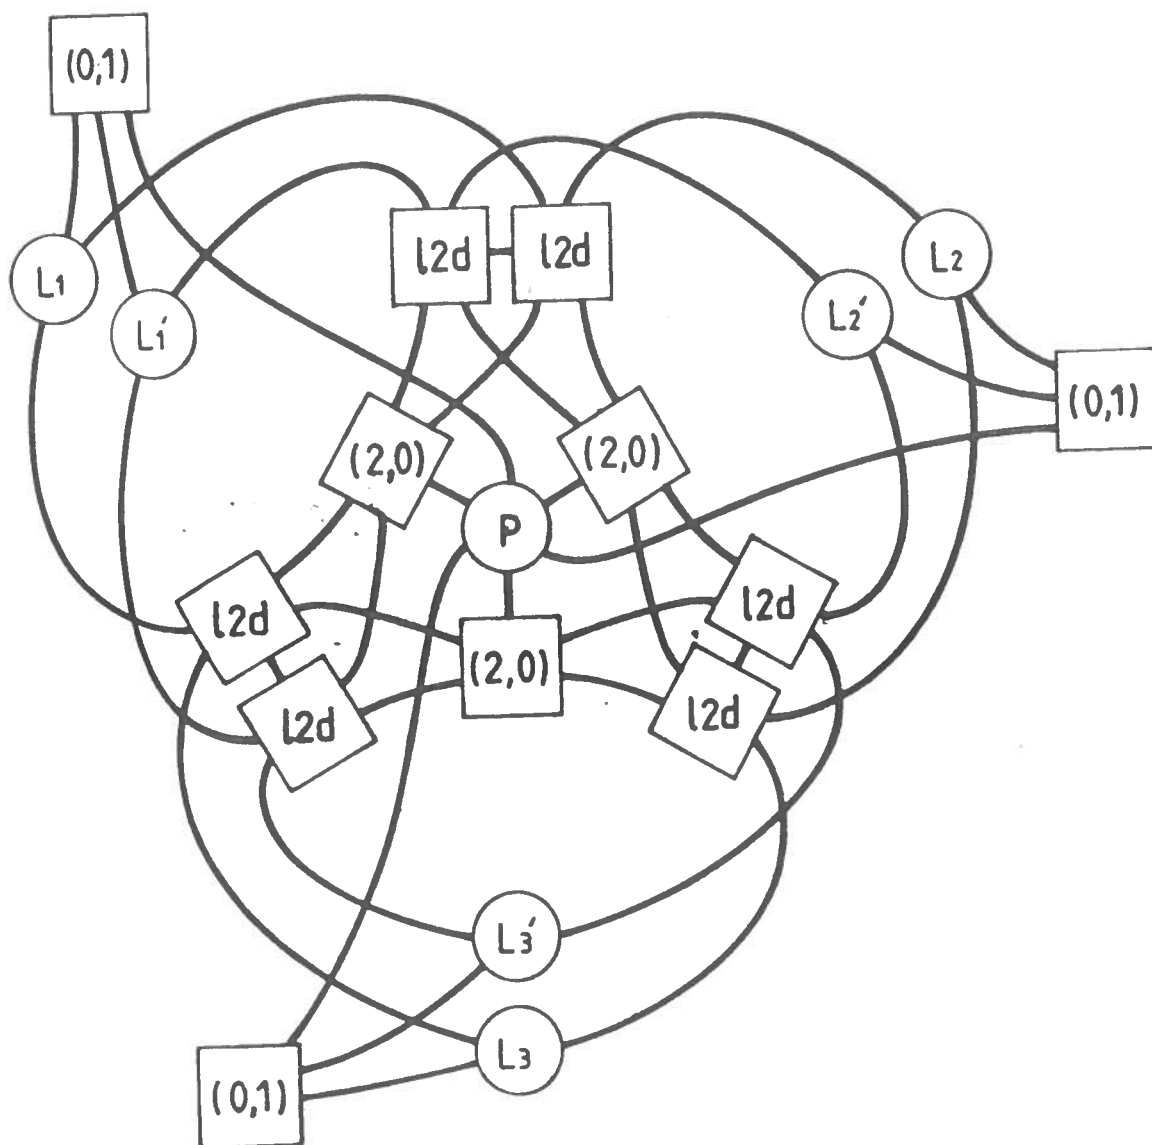 (0,1)
l2d
l2d
L2
L1
L2′
L1′
(0,1)
(2,0)
(2,0)
P
l2d
l2d
(2,0)
l2d
l2d
L3′
L3
(0,1)